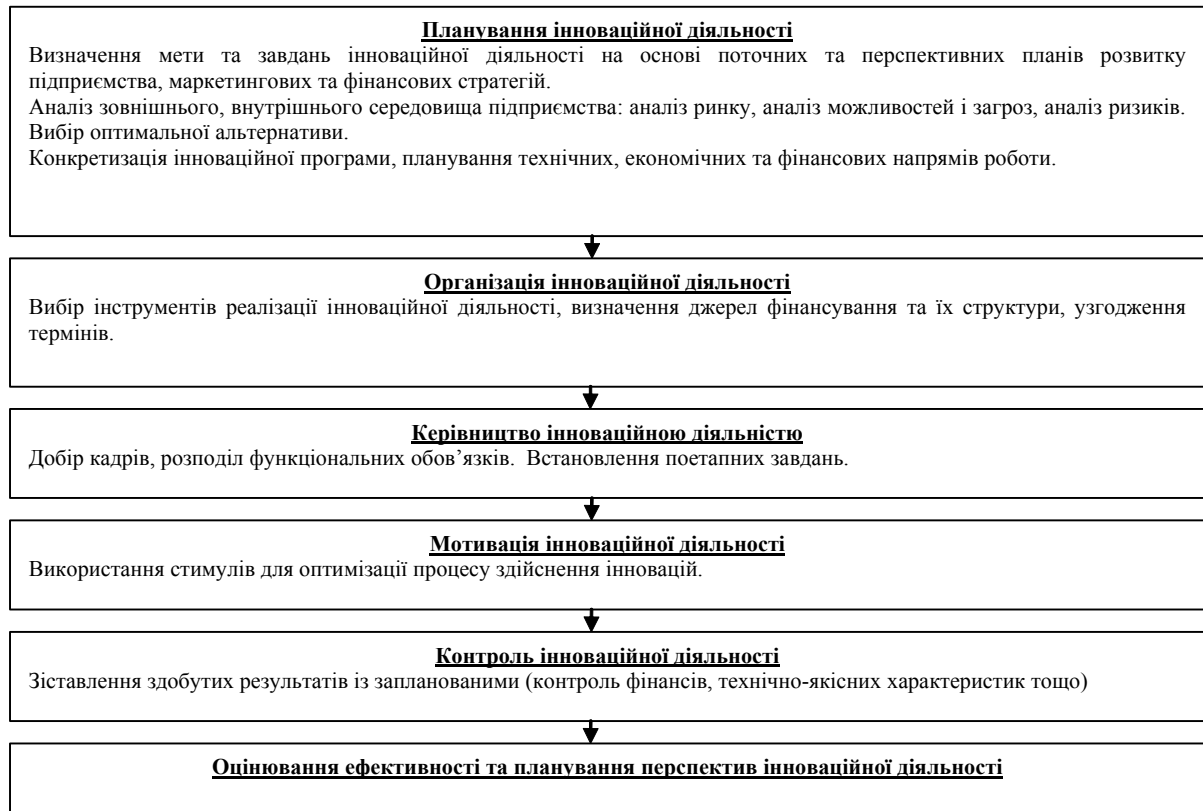 Планування інноваційної діяльності
Визначення мети та завдань інноваційної діяльності на основі поточних та перспективних планів розвитку
підприємства, маркетингових та фінансових стратегій.
Аналіз зовнішнього, внутрішнього середовища підприємства: аналіз ринку, аналіз можливостей і загроз, аналіз ризиків.
Вибір оптимальної альтернативи.
Конкретизація інноваційної програми, планування технічних, економічних та фінансових напрямів роботи.
Організація інноваційної діяльності
Вибір інструментів реалізації інноваційної діяльності, визначення джерел фінансування та їх структури, узгодження
термінів.
Керівництво інноваційною діяльністю
Добір кадрів, розподіл функціональних обов’язків. Встановлення поетапних завдань.
Мотивація інноваційної діяльності
Використання стимулів для оптимізації процесу здійснення інновацій.
Контроль інноваційної діяльності
Зіставлення здобутих результатів із запланованими (контроль фінансів, технічно-якісних характеристик тощо)
Оцінювання ефективності та планування перспектив інноваційної діяльності